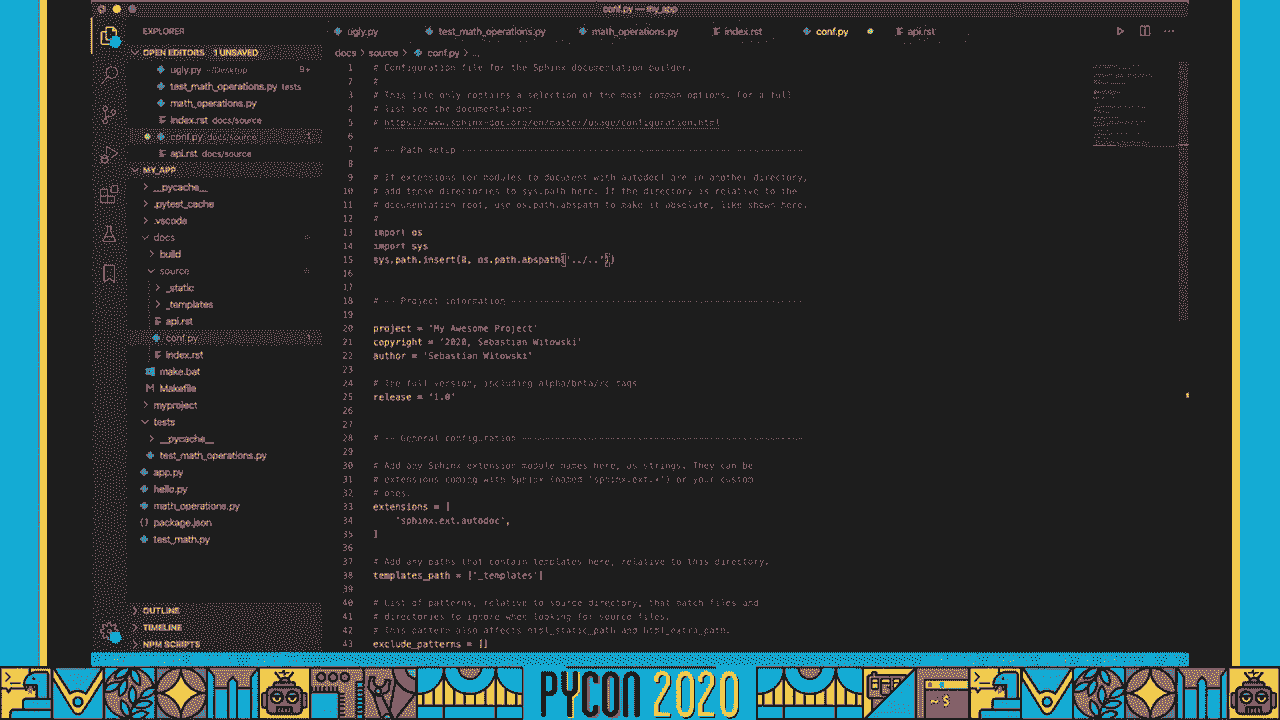 conf.py — my_app
EXPLORER
OPEN EDITORS 1 UNSAVED
ugly.py ~/Desktop 9+
test_math_operations.py tests
math_operations.py
index.rst docs/source
conf.py docs/source 1
api.rst docs/source
MY_APP
__pycache__
.pytest_cache
.vscode
docs
build
source
_static
_templates
api.rst
conf.py 1
index.rst
make.bat
Makefile
myproject
tests
__pycache__
test_math_operations.py
app.py
hello.py
math_operations.py
package.json
test_math.py
OUTLINE
TIMELINE
NPM SCRIPTS
ugly.py test_math_operations.py math_operations.py index.rst conf.py api.rst
docs > source > conf.py > ...
1 # Configuration file for the Sphinx documentation builder.
2 #
3 # This file only contains a selection of the most common options. For a full
4 # list see the documentation:
5 # https://www.sphinx-doc.org/en/master/usage/configuration.html
6
7 # -- Path setup --------------------------------------------------------------
8
9 # If extensions (or modules to document with autodoc) are in another directory,
10 # add these directories to sys.path here. If the directory is relative to the
11 # documentation root, use os.path.abspath to make it absolute, like shown here.
12 #
13 import os
14 import sys
15 sys.path.insert(0, os.path.abspath('../..'))
16
17
18 # -- Project information -----------------------------------------------------
19
20 project = 'My Awesome Project'
21 copyright = '2020, Sebastian Witowski'
22 author = 'Sebastian Witowski'
23
24 # The full version, including alpha/beta/rc tags
25 release = '1.0'
26
27
28 # -- General configuration ---------------------------------------------------
29
30 # Add any Sphinx extension module names here, as strings. They can be
31 # extensions coming with Sphinx (named 'sphinx.ext.*') or your custom
32 # ones.
33 extensions = [
34 'sphinx.ext.autodoc',
35 ]
36
37 # Add any paths that contain templates here, relative to this directory.
38 templates_path = ['_templates']
39
40 # List of patterns, relative to source directory, that match files and
41 # directories to ignore when looking for source files.
42 # This pattern also affects html_static_path and html_extra_path.
43 exclude_patterns = []
PYCON 2020
~ $